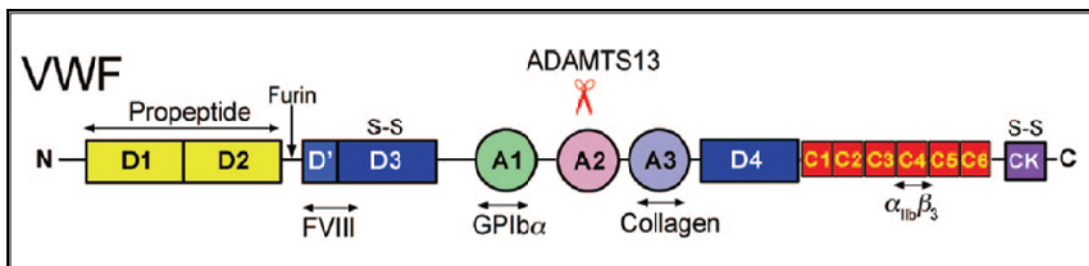 ADAMTS13
VWF
Propeptide
Furin
S-S
S-S
N
D1
D2
D'
D3
A1
A2
A3
D4
C1
C2
C3
C4
C5
C6
CK
C
FVIII
GPIbα
Collagen
αIIbβ3